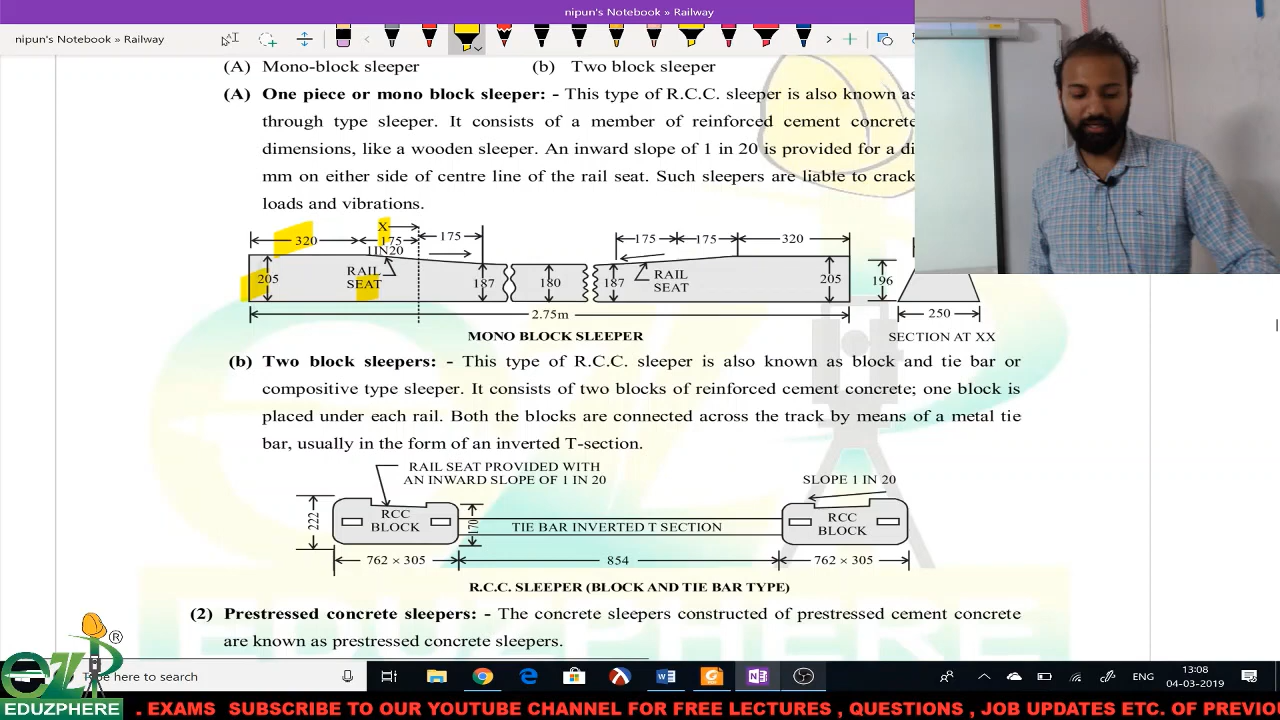 nipun's Notebook » Railway
nipun's Notebook » Railway
(A) Mono-block sleeper (b) Two block sleeper
(A) One piece or mono block sleeper: - This type of R.C.C. sleeper is also known as
through type sleeper. It consists of a member of reinforced cement concrete
dimensions, like a wooden sleeper. An inward slope of 1 in 20 is provided for a di
mm on either side of centre line of the rail seat. Such sleepers are liable to crack
loads and vibrations.
X
320 175 175 175 175 320
1IN20
RAIL
SEAT
RAIL
SEAT
205 187 180 187 205 196
2.75m 250
MONO BLOCK SLEEPER SECTION AT XX
(b) Two block sleepers: - This type of R.C.C. sleeper is also known as block and tie bar or
compositive type sleeper. It consists of two blocks of reinforced cement concrete; one block is
placed under each rail. Both the blocks are connected across the track by means of a metal tie
bar, usually in the form of an inverted T-section.
RAIL SEAT PROVIDED WITH
AN INWARD SLOPE OF 1 IN 20
SLOPE 1 IN 20
222
RCC
BLOCK
170
TIE BAR INVERTED T SECTION
RCC
BLOCK
762 × 305 854 762 × 305
R.C.C. SLEEPER (BLOCK AND TIE BAR TYPE)
(2) Prestressed concrete sleepers: - The concrete sleepers constructed of prestressed cement concrete
are known as prestressed concrete sleepers.
ezp ®
EDUZPHERE
pe here to search
ENG
13:08
04-03-2019
. EXAMS SUBSCRIBE TO OUR YOUTUBE CHANNEL FOR FREE LECTURES , QUESTIONS , JOB UPDATES ETC. OF PREVIO